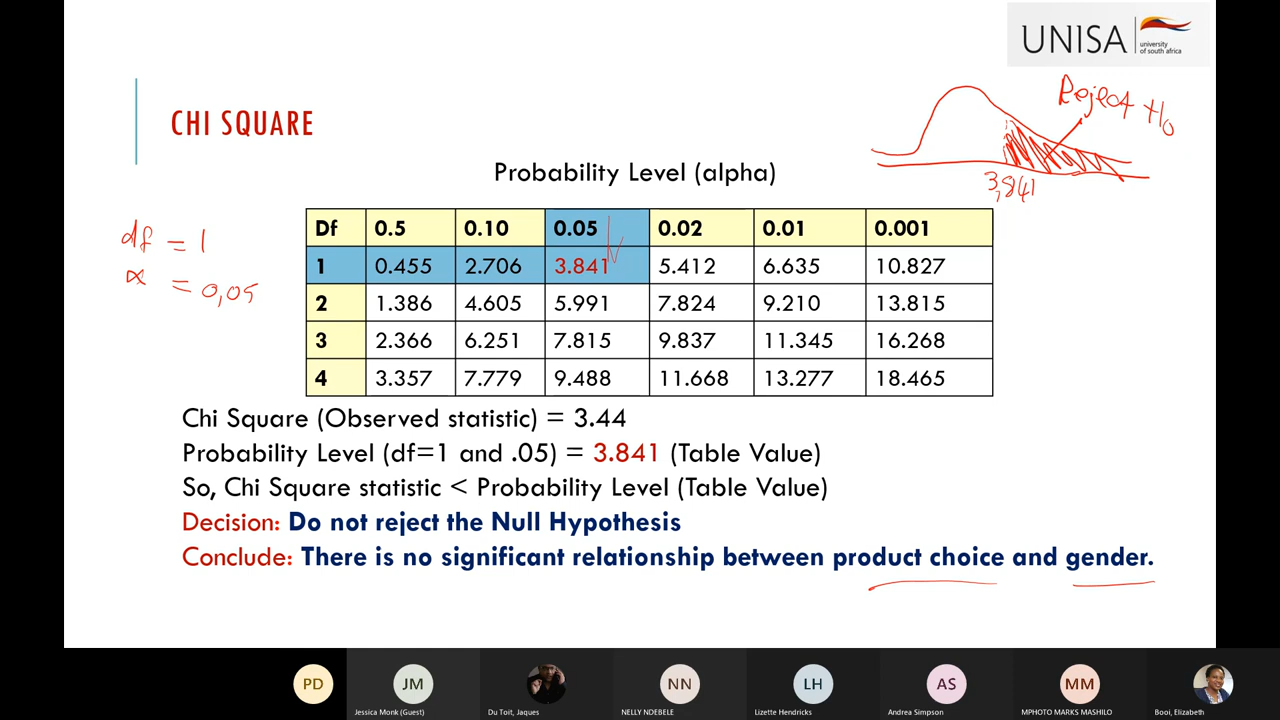 UNISA
university
of south africa
Reject H0
3,841
CHI SQUARE
Probability Level (alpha)
df = 1
α = 0,05
Df 0.5 0.10 0.05 0.02 0.01 0.001
1 0.455 2.706 3.841 5.412 6.635 10.827
2 1.386 4.605 5.991 7.824 9.210 13.815
3 2.366 6.251 7.815 9.837 11.345 16.268
4 3.357 7.779 9.488 11.668 13.277 18.465
Chi Square (Observed statistic) = 3.44
Probability Level (df=1 and .05) = 3.841 (Table Value)
So, Chi Square statistic < Probability Level (Table Value)
Decision: Do not reject the Null Hypothesis
Conclude: There is no significant relationship between product choice and gender.
PD JM NN LH AS MM
Jessica Monk (Guest) Du Toit, Jaques NELLY NDEBELE Lizette Hendricks Andrea Simpson MPHOTO MARKS MASHILO Booi, Elizabeth